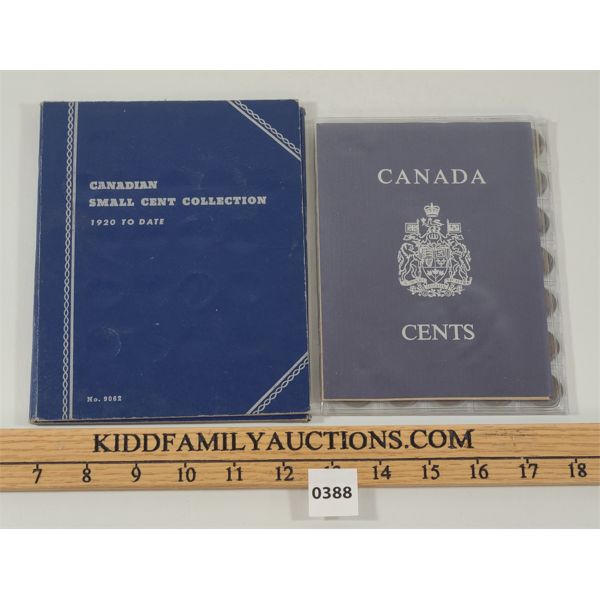 CANADIAN
SMALL CENT COLLECTION
1920 TO DATE
No. 9062
CANADA
CENTS
KIDDFAMILYAUCTIONS.COM
7 8 9 10 11 12 13 14 15 16 17 18
0388